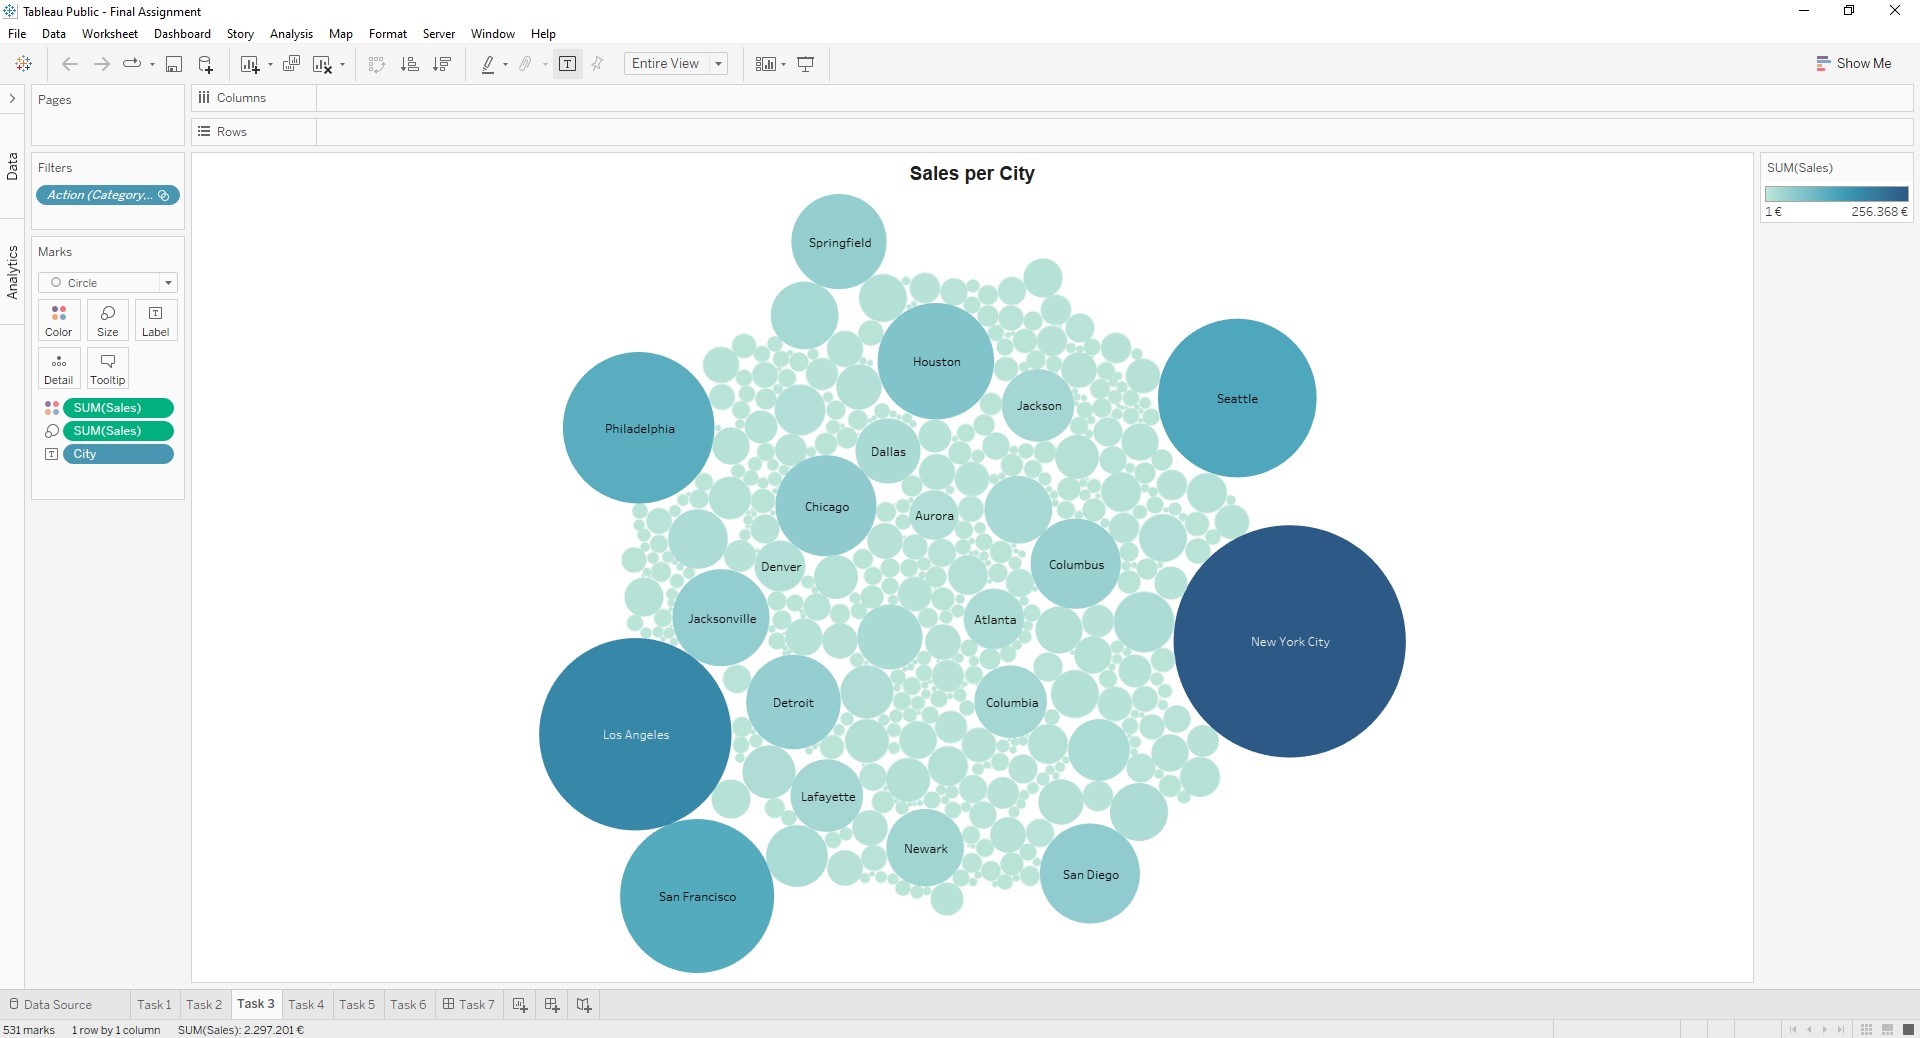 Tableau Public - Final Assignment
File Data Worksheet Dashboard Story Analysis Map Format Server Window Help
Entire View
Show Me
Pages
Columns
Rows
Data
Analytics
Filters
Action (Category,..
Marks
Circle
Color Size Label
Detail Tooltip
SUM(Sales)
SUM(Sales)
City
Sales per City
Springfield
Houston
Seattle
Jackson
Philadelphia
Dallas
Chicago
Aurora
Columbus
Denver
Jacksonville
Atlanta
New York City
Detroit
Columbia
Los Angeles
Lafayette
Newark
San Diego
San Francisco
SUM(Sales)
1 € 256.368 €
Data Source Task 1 Task 2 Task 3 Task 4 Task 5 Task 6 Task 7
531 marks 1 row by 1 column SUM(Sales): 2.297.201 €